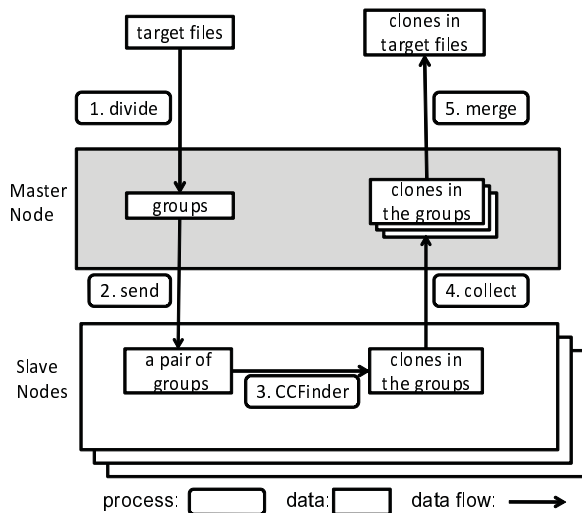 target files
clones in
target files
1. divide
5. merge
Master
Node
groups
clones in
the groups
2. send
4. collect
Slave
Nodes
a pair of
groups
clones in
the groups
3. CCFinder
process:
data:
data flow: